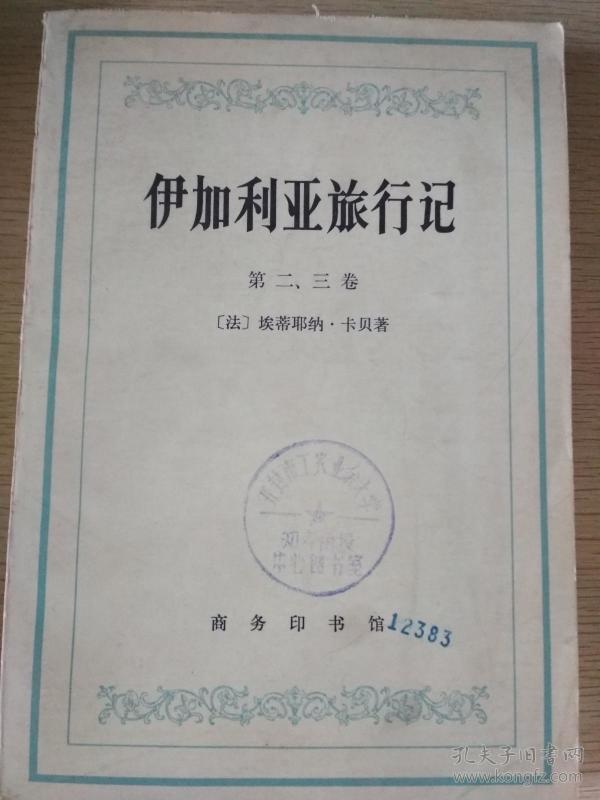 伊加利亚旅行记
第二、三卷
〔法〕埃蒂耶纳·卡贝著
商务印书馆
12383
孔夫子旧书网
www.kongfz.com